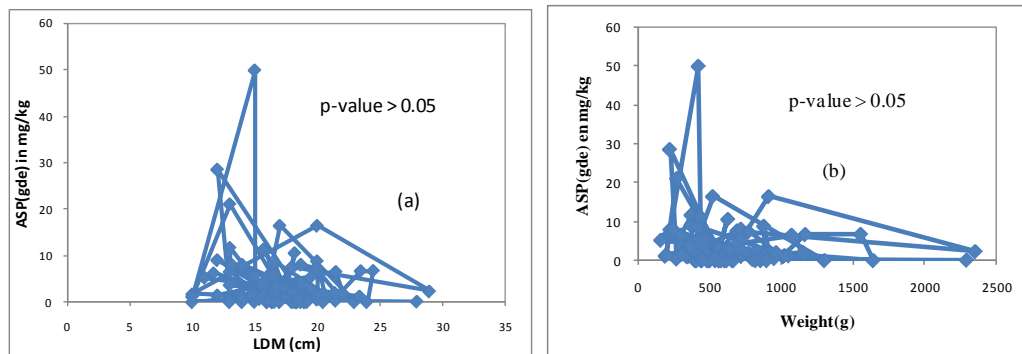 ASP(gde) in mg/kg
60
50
40
30
20
10
0
p-value > 0.05
(a)
0 5 10 15 20 25 30 35
LDM (cm)
ASP(gde) en mg/kg
60
50
40
30
20
10
0
p-value > 0.05
(b)
0 500 1000 1500 2000 2500
Weight(g)